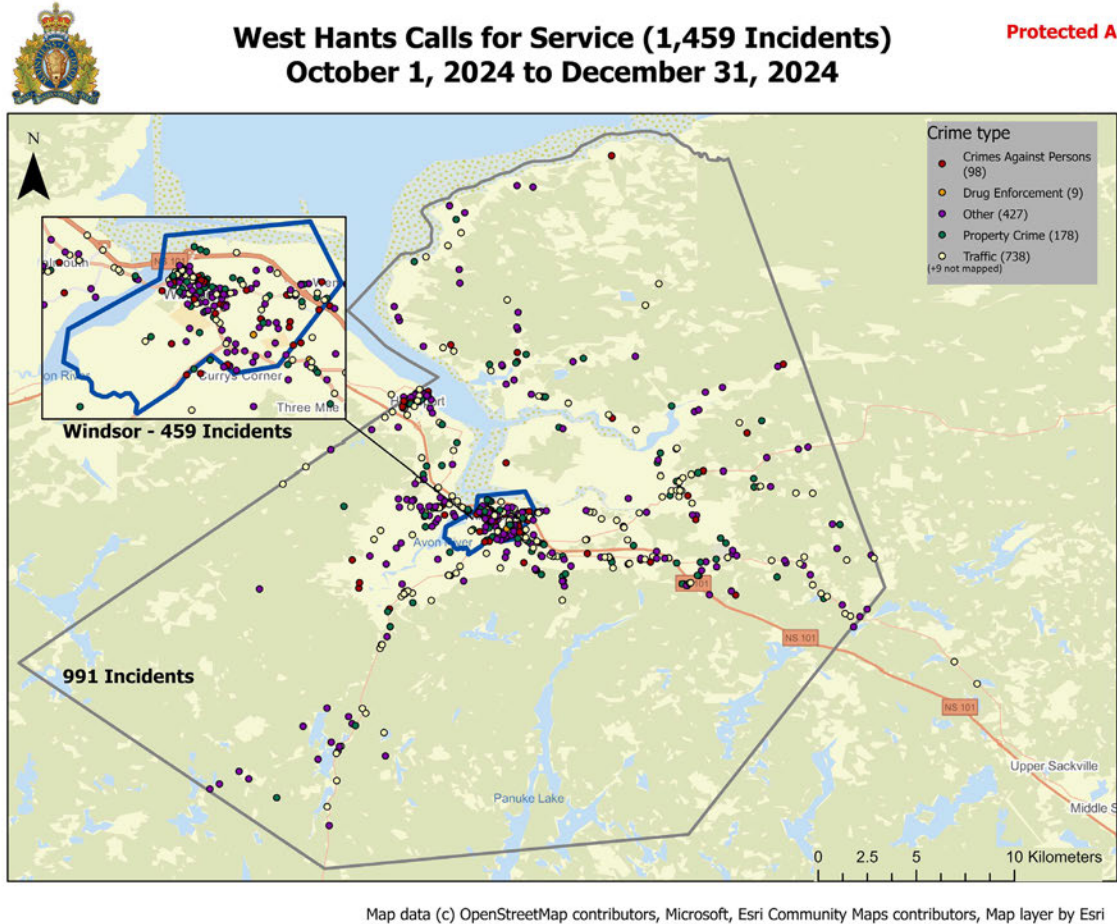 West Hants Calls for Service (1,459 Incidents)
October 1, 2024 to December 31, 2024
Protected A
N
Crime type
Crimes Against Persons
(98)
Drug Enforcement (9)
Other (427)
Property Crime (178)
Traffic (738)
(+9 not mapped)
NS 101
Currys Corner
Three Mile
Windsor - 459 Incidents
Avon River
991 Incidents
NS 101
NS 101
Upper Sackville
Middle S
Panuke Lake
0 2.5 5 10 Kilometers
Map data (c) OpenStreetMap contributors, Microsoft, Esri Community Maps contributors, Map layer by Esri